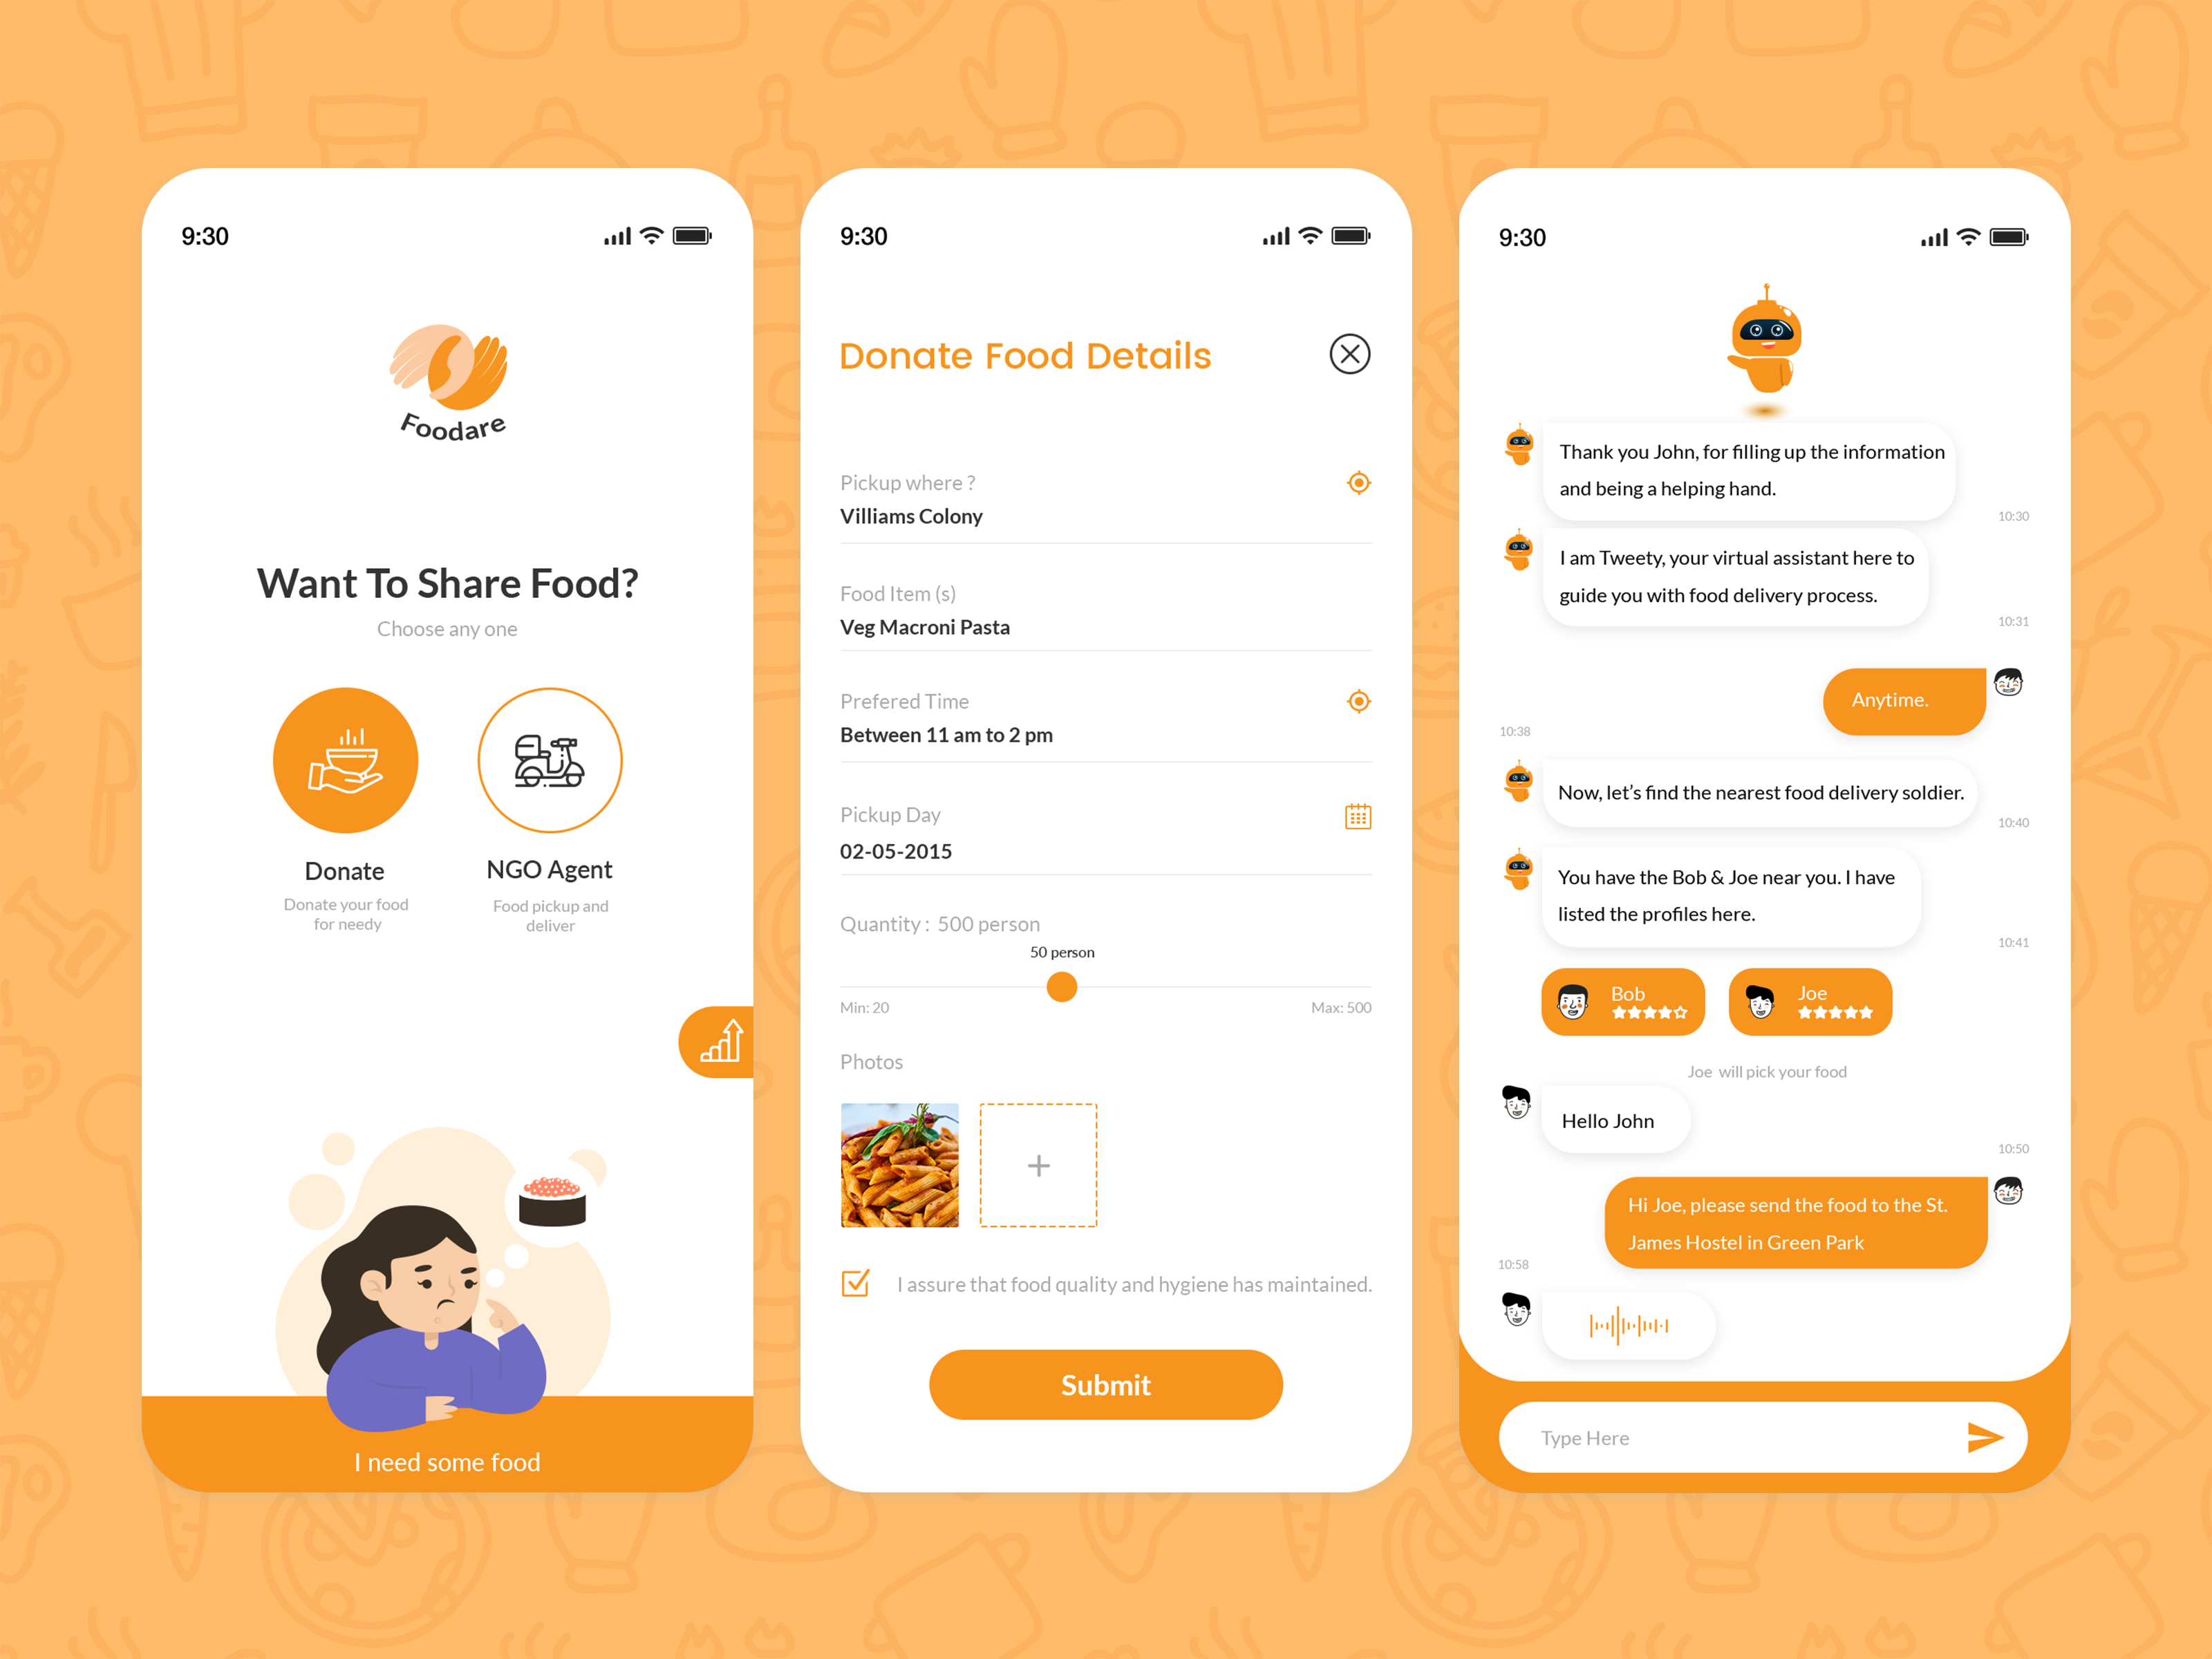 9:30
Foodare
Want To Share Food?
Choose any one
Donate
Donate your food
for needy
NGO Agent
Food pickup and
deliver
I need some food
9:30
Donate Food Details
Pickup where ?
Villiams Colony
Food Item (s)
Veg Macroni Pasta
Prefered Time
Between 11 am to 2 pm
Pickup Day
02-05-2015
Quantity : 500 person
50 person
Min: 20
Max: 500
Photos
I assure that food quality and hygiene has maintained.
Submit
9:30
Thank you John, for filling up the information
and being a helping hand.
10:30
I am Tweety, your virtual assistant here to
guide you with food delivery process.
10:31
Anytime.
10:38
Now, let’s find the nearest food delivery soldier.
10:40
You have the Bob & Joe near you. I have
listed the profiles here.
10:41
Bob
Joe
Joe will pick your food
Hello John
10:50
Hi Joe, please send the food to the St.
James Hostel in Green Park
10:58
Type Here